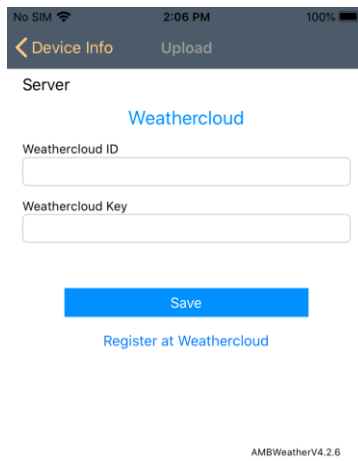 No SIM 2:06 PM 100%
Device Info Upload
Server
Weathercloud
Weathercloud ID
Weathercloud Key
Save
Register at Weathercloud
AMBWeatherV4.2.6